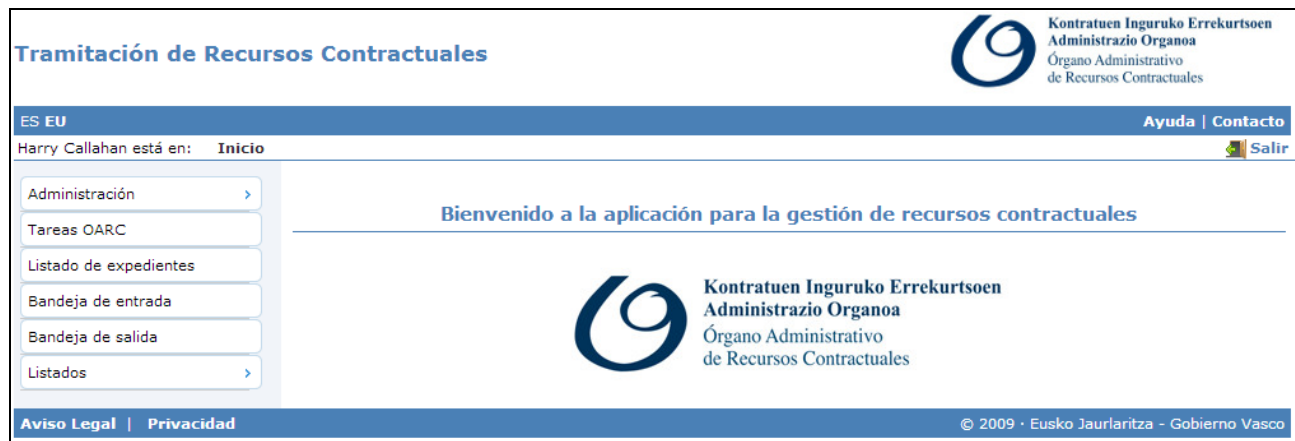 Tramitación de Recursos Contractuales
Kontratuen Inguruko Errekurtsoen
Administrazio Organoa
Órgano Administrativo
de Recursos Contractuales
ES EU
Ayuda | Contacto
Harry Callahan está en: Inicio
Salir
Administración
Tareas OARC
Listado de expedientes
Bandeja de entrada
Bandeja de salida
Listados
Bienvenido a la aplicación para la gestión de recursos contractuales
Kontratuen Inguruko Errekurtsoen
Administrazio Organoa
Órgano Administrativo
de Recursos Contractuales
Aviso Legal | Privacidad
© 2009 · Eusko Jaurlaritza - Gobierno Vasco